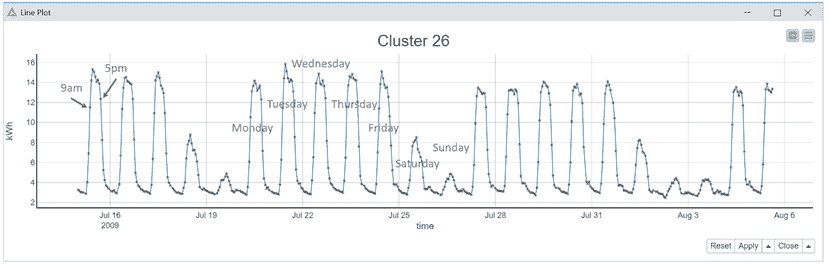 Line Plot
Cluster 26
16
14
12
10
8
6
4
2
kWh
9am
5pm
Monday
Tuesday
Wednesday
Thursday
Friday
Saturday
Sunday
Jul 16
2009
Jul 19
Jul 22
Jul 25
Jul 28
Jul 31
Aug 3
Aug 6
time
Reset Apply Close